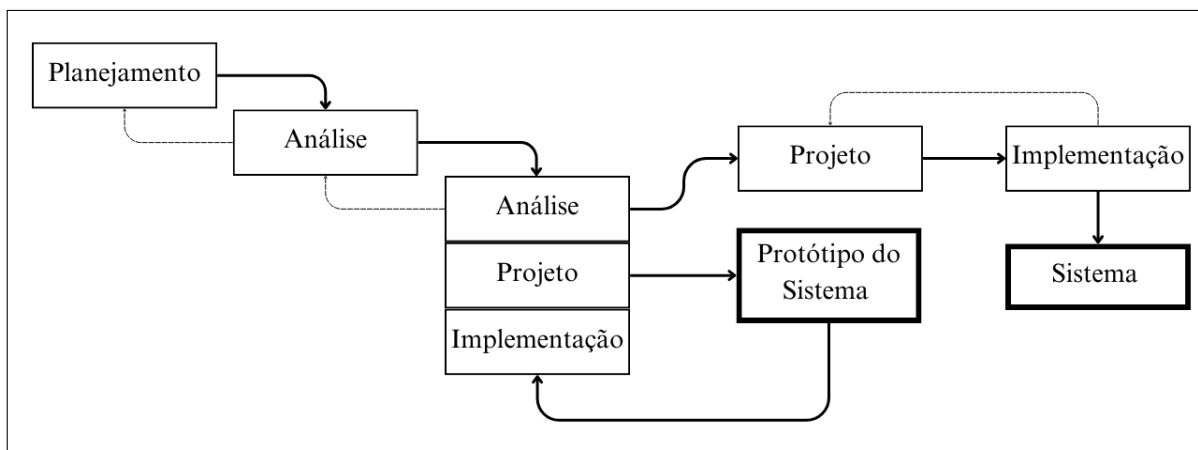 Planejamento
Análise
Análise
Projeto
Implementação
Projeto
Implementação
Protótipo do
Sistema
Sistema